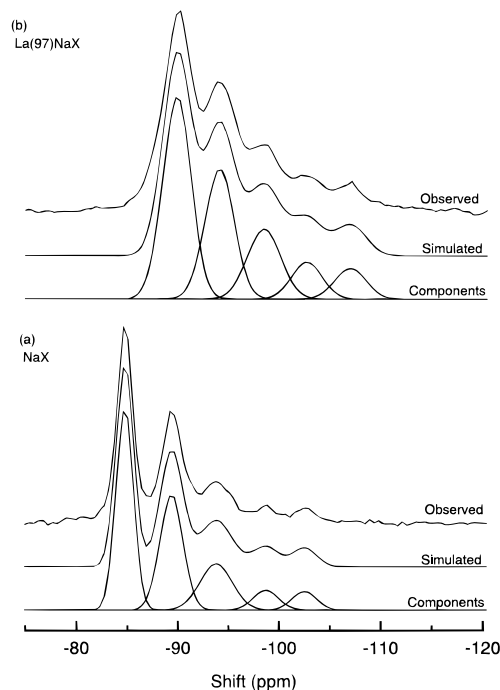 (b)
La(97)NaX
Observed
Simulated
Components
(a)
NaX
Observed
Simulated
Components
-80 -90 -100 -110 -120
Shift (ppm)